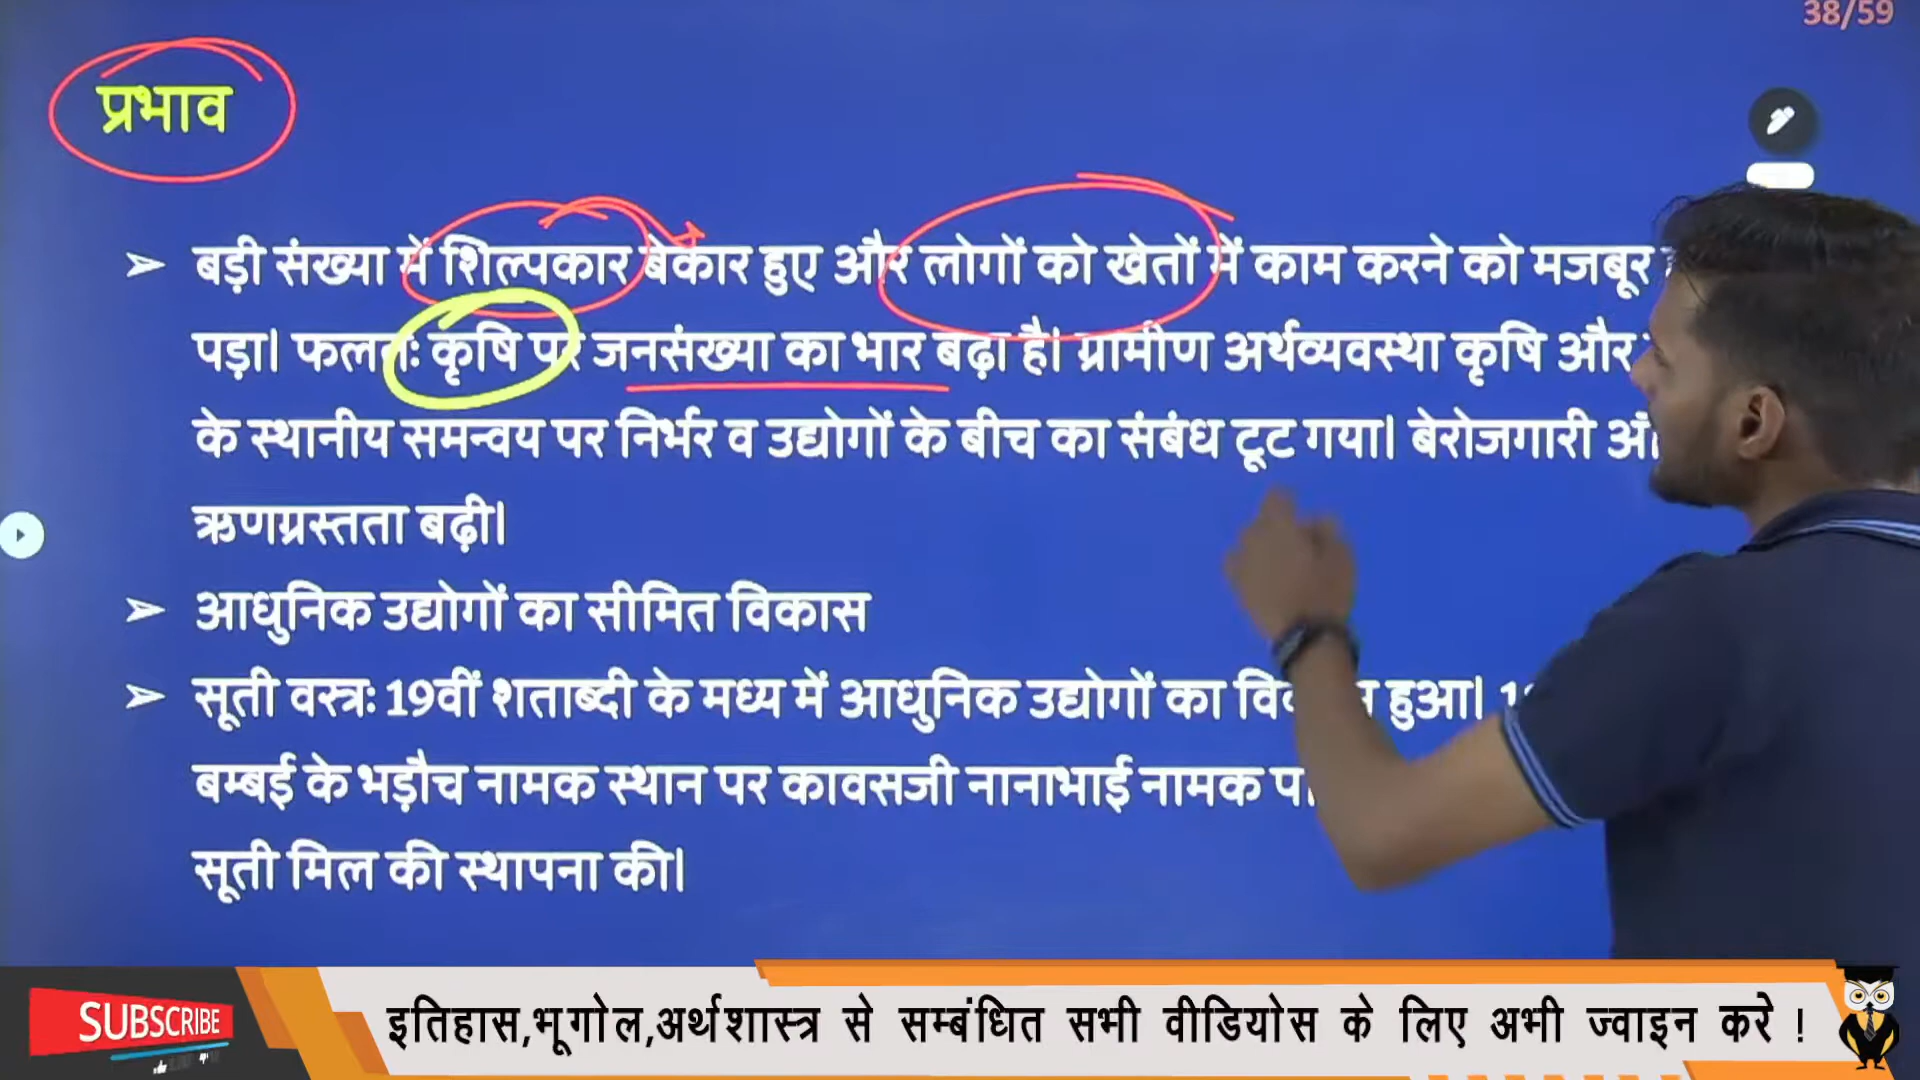 38/59
प्रभाव
➢ बड़ी संख्या में शिल्पकार बेकार हुए और लोगों को खेतों में काम करने को मजबूर
पड़ा। फलतः कृषि पर जनसंख्या का भार बढ़ा है। ग्रामीण अर्थव्यवस्था कृषि और
के स्थानीय समन्वय पर निर्भर व उद्योगों के बीच का संबंध टूट गया। बेरोजगारी
ऋणग्रस्तता बढ़ी।
➢ आधुनिक उद्योगों का सीमित विकास
➢ सूती वस्त्रः 19वीं शताब्दी के मध्य में आधुनिक उद्योगों का हुआ।
बम्बई के भड़ौच नामक स्थान पर कावसजी नानाभाई नामक
सूती मिल की स्थापना की।
SUBSCRIBE
इतिहास,भूगोल,अर्थशास्त्र से सम्बंधित सभी वीडियोस के लिए अभी ज्वाइन करे !